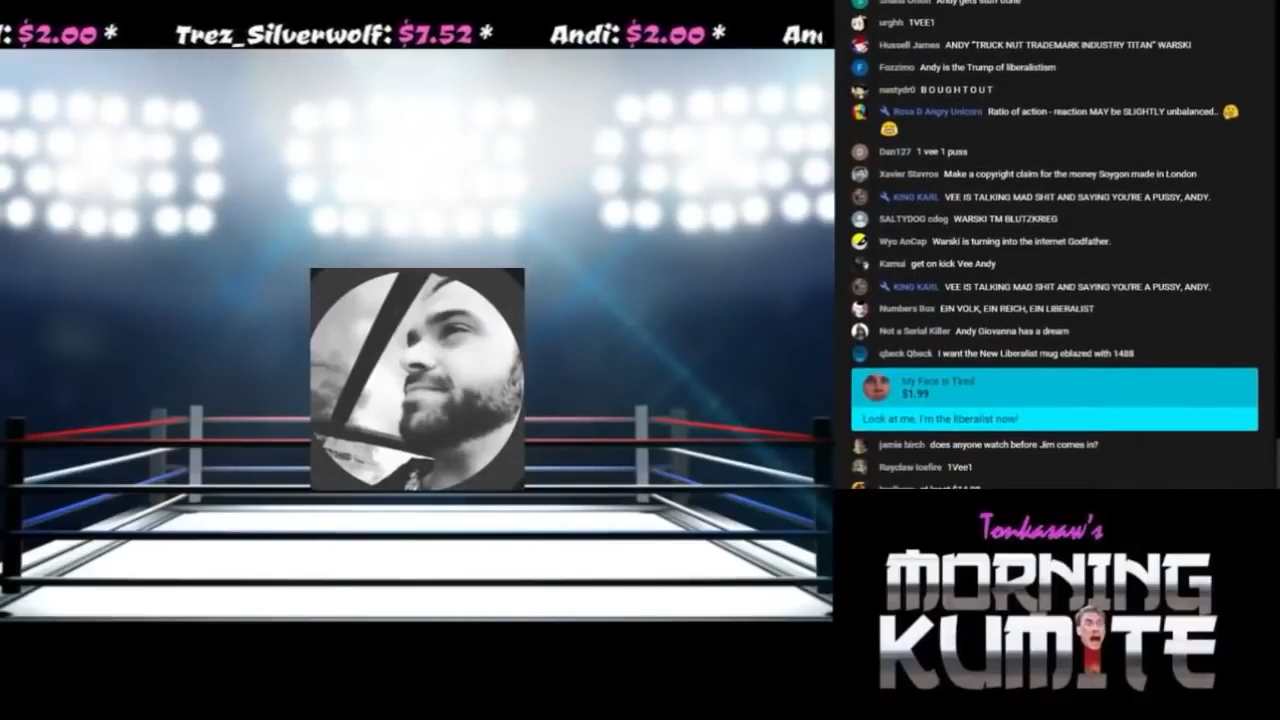 : $2.00 * Trez_Silverwolf: $7.52 * Andi: $2.00 * An
Andy gets stuff done
urghh 1VEE1
Hussell James ANDY "TRUCK NUT TRADEMARK INDUSTRY TITAN" WARSKI
Fozzimo Andy is the Trump of liberalistism
nastydr0 B O U G H T O U T
Rosa D Angry Unicorn Ratio of action - reaction MAY be SLIGHTLY unbalanced..
Dan127 1 vee 1 puss
Xavier Stavros Make a copyright claim for the money Soygon made in London
KING KARL VEE IS TALKING MAD SHIT AND SAYING YOU'RE A PUSSY, ANDY.
SALTYDOG cdog WARSKI TM BLUTZKRIEG
Wyo AnCap Warski is turning into the internet Godfather.
Kamui get on kick Vee Andy
KING KARL VEE IS TALKING MAD SHIT AND SAYING YOU'RE A PUSSY, ANDY.
Numbers Box EIN VOLK, EIN REICH, EIN LIBERALIST
Not a Serial Killer Andy Giovanna has a dream
qbeck Qbeck I want the New Liberalist mug eblazed with 1488
My Face Is Tired
$1.99
Look at me, I'm the liberalist now!
jamie birch does anyone watch before Jim comes in?
Rayclaw Icefire 1Vee1
Tonkasaw's
MORNING
KUMITE